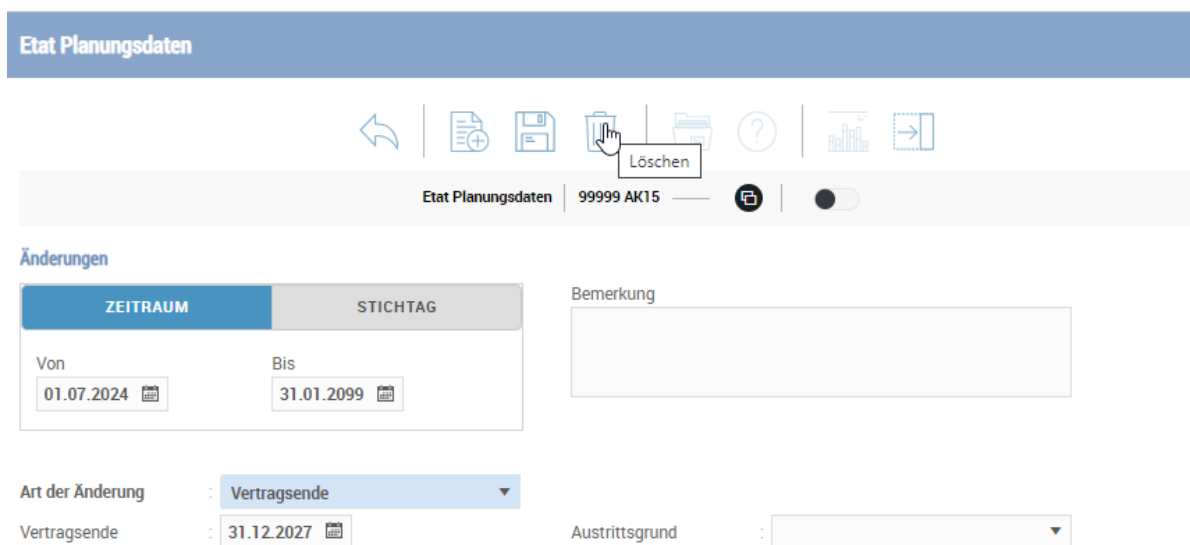 Etat Planungsdaten
Löschen
Etat Planungsdaten 99999 AK15
Änderungen
ZEITRAUM STICHTAG
Bemerkung
Von Bis
01.07.2024 31.01.2099
Art der Änderung : Vertragsende
Vertragsende : 31.12.2027 Austrittsgrund :